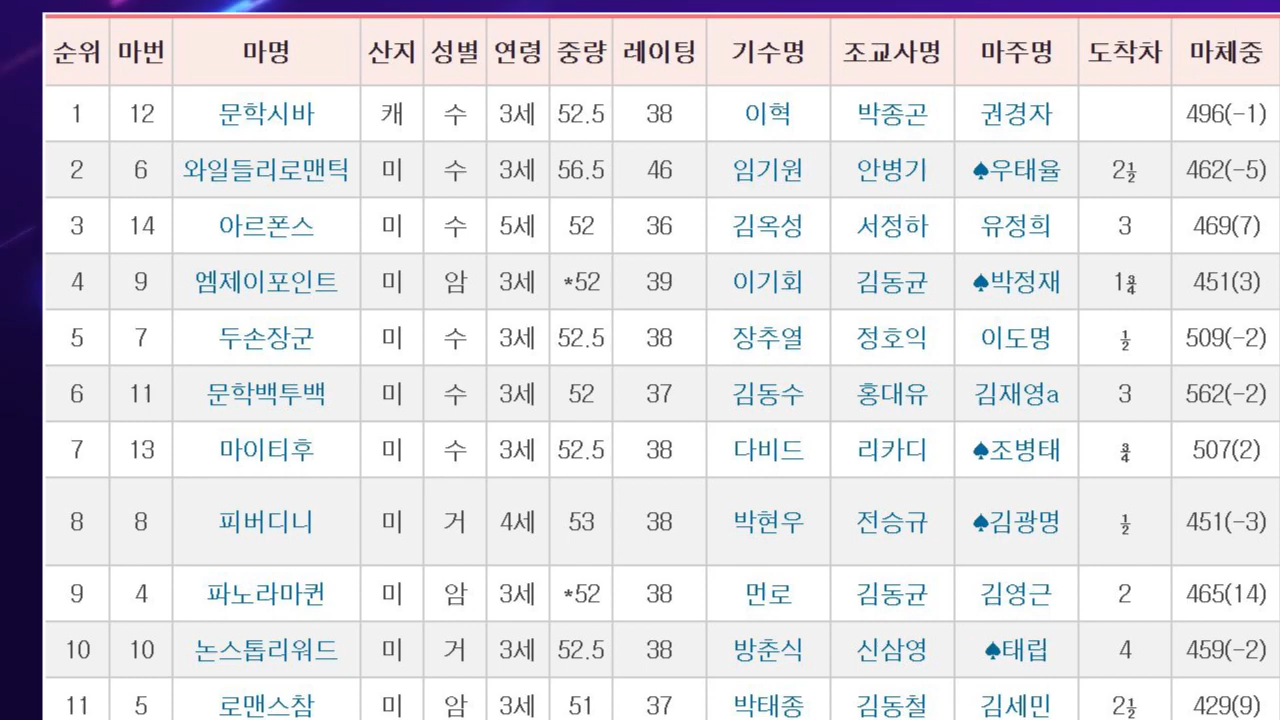 순위 마번 마명 산지 성별 연령 중량 레이팅 기수명 조교사명 마주명 도착차 마체중
1 12 문학시바 캐 수 3세 52.5 38 이혁 박종곤 권경자 496(-1)
2 6 와일들리로맨틱 미 수 3세 56.5 46 임기원 안병기 ♠우태율 2½ 462(-5)
3 14 아르폰스 미 수 5세 52 36 김옥성 서정하 유정희 3 469(7)
4 9 엠제이포인트 미 암 3세 *52 39 이기회 김동균 ♠박정재 1¾ 451(3)
5 7 두손장군 미 수 3세 52.5 38 장추열 정호익 이도명 ½ 509(-2)
6 11 문학백투백 미 수 3세 52 37 김동수 홍대유 김재영a 3 562(-2)
7 13 마이티후 미 수 3세 52.5 38 다비드 리카디 ♠조병태 ¾ 507(2)
8 8 피버디니 미 거 4세 53 38 박현우 전승규 ♠김광명 ½ 451(-3)
9 4 파노라마퀸 미 암 3세 *52 38 먼로 김동균 김영근 2 465(14)
10 10 논스톱리워드 미 거 3세 52.5 38 방춘식 신삼영 ♠태립 4 459(-2)
11 5 로맨스참 미 암 3세 51 37 박태종 김동철 김세민 2½ 429(9)